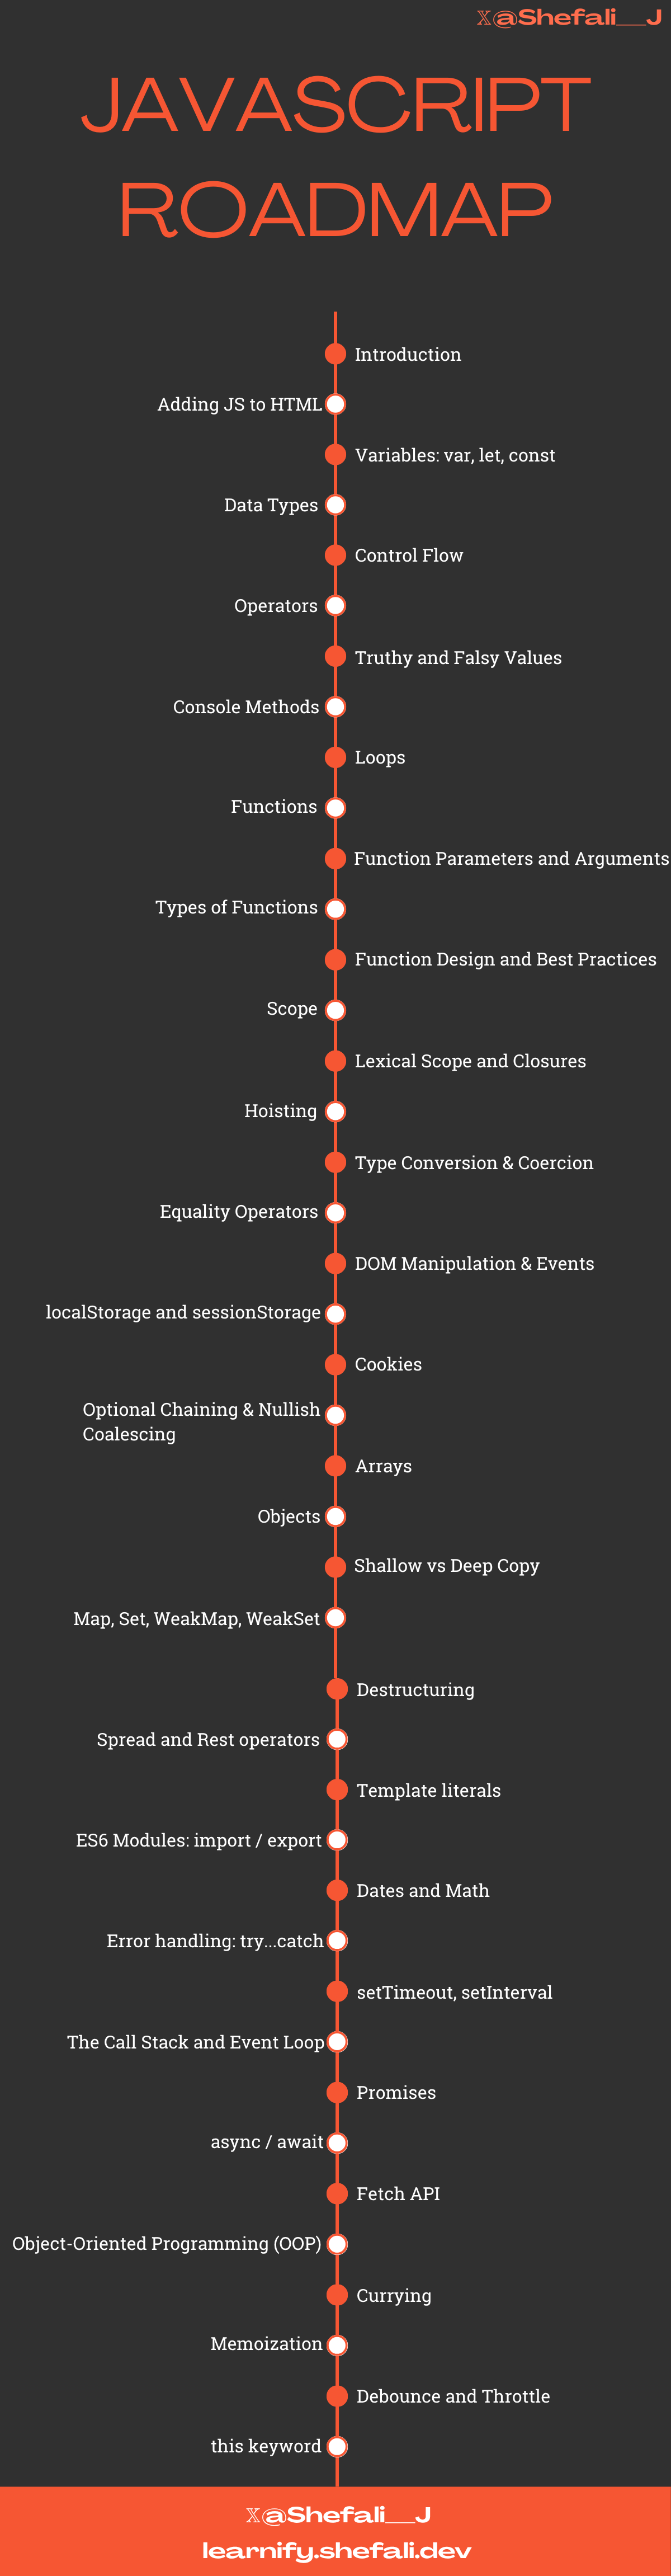 𝕏@Shefali__J
JAVASCRIPT
ROADMAP
Introduction
Adding JS to HTML
Variables: var, let, const
Data Types
Control Flow
Operators
Truthy and Falsy Values
Console Methods
Loops
Functions
Function Parameters and Arguments
Types of Functions
Function Design and Best Practices
Scope
Lexical Scope and Closures
Hoisting
Type Conversion & Coercion
Equality Operators
DOM Manipulation & Events
localStorage and sessionStorage
Cookies
Optional Chaining & Nullish
Coalescing
Arrays
Objects
Shallow vs Deep Copy
Map, Set, WeakMap, WeakSet
Destructuring
Spread and Rest operators
Template literals
ES6 Modules: import / export
Dates and Math
Error handling: try...catch
setTimeout, setInterval
The Call Stack and Event Loop
Promises
async / await
Fetch API
Object-Oriented Programming (OOP)
Currying
Memoization
Debounce and Throttle
this keyword
𝕏@Shefali__J
learnify.shefali.dev